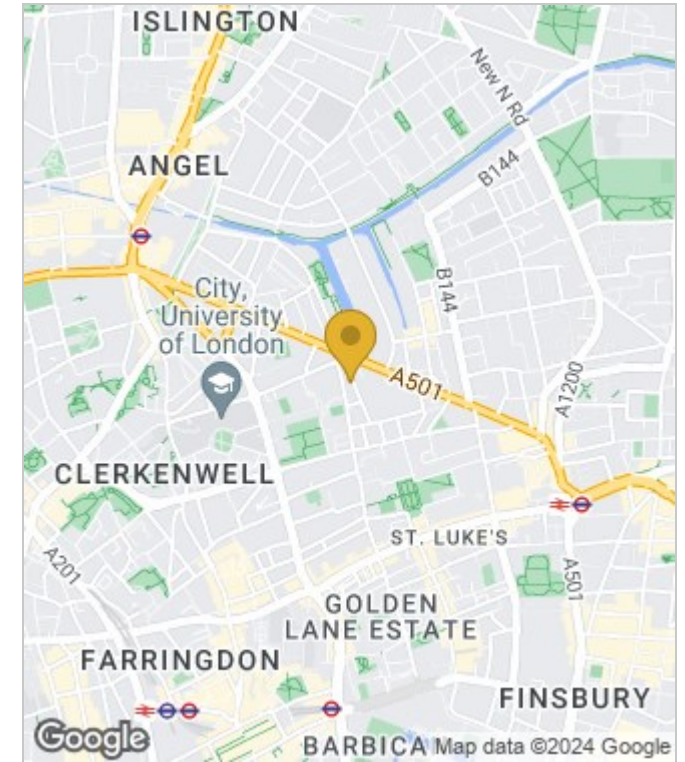 ISLINGTON
New N Rd
ANGEL
B144
City,
University
of London
B144
A501
A1200
CLERKENWELL
A201
ST. LUKE'S
A501
GOLDEN
LANE ESTATE
FARRINGDON
FINSBURY
Google
BARBICA
Map data ©2024 Google